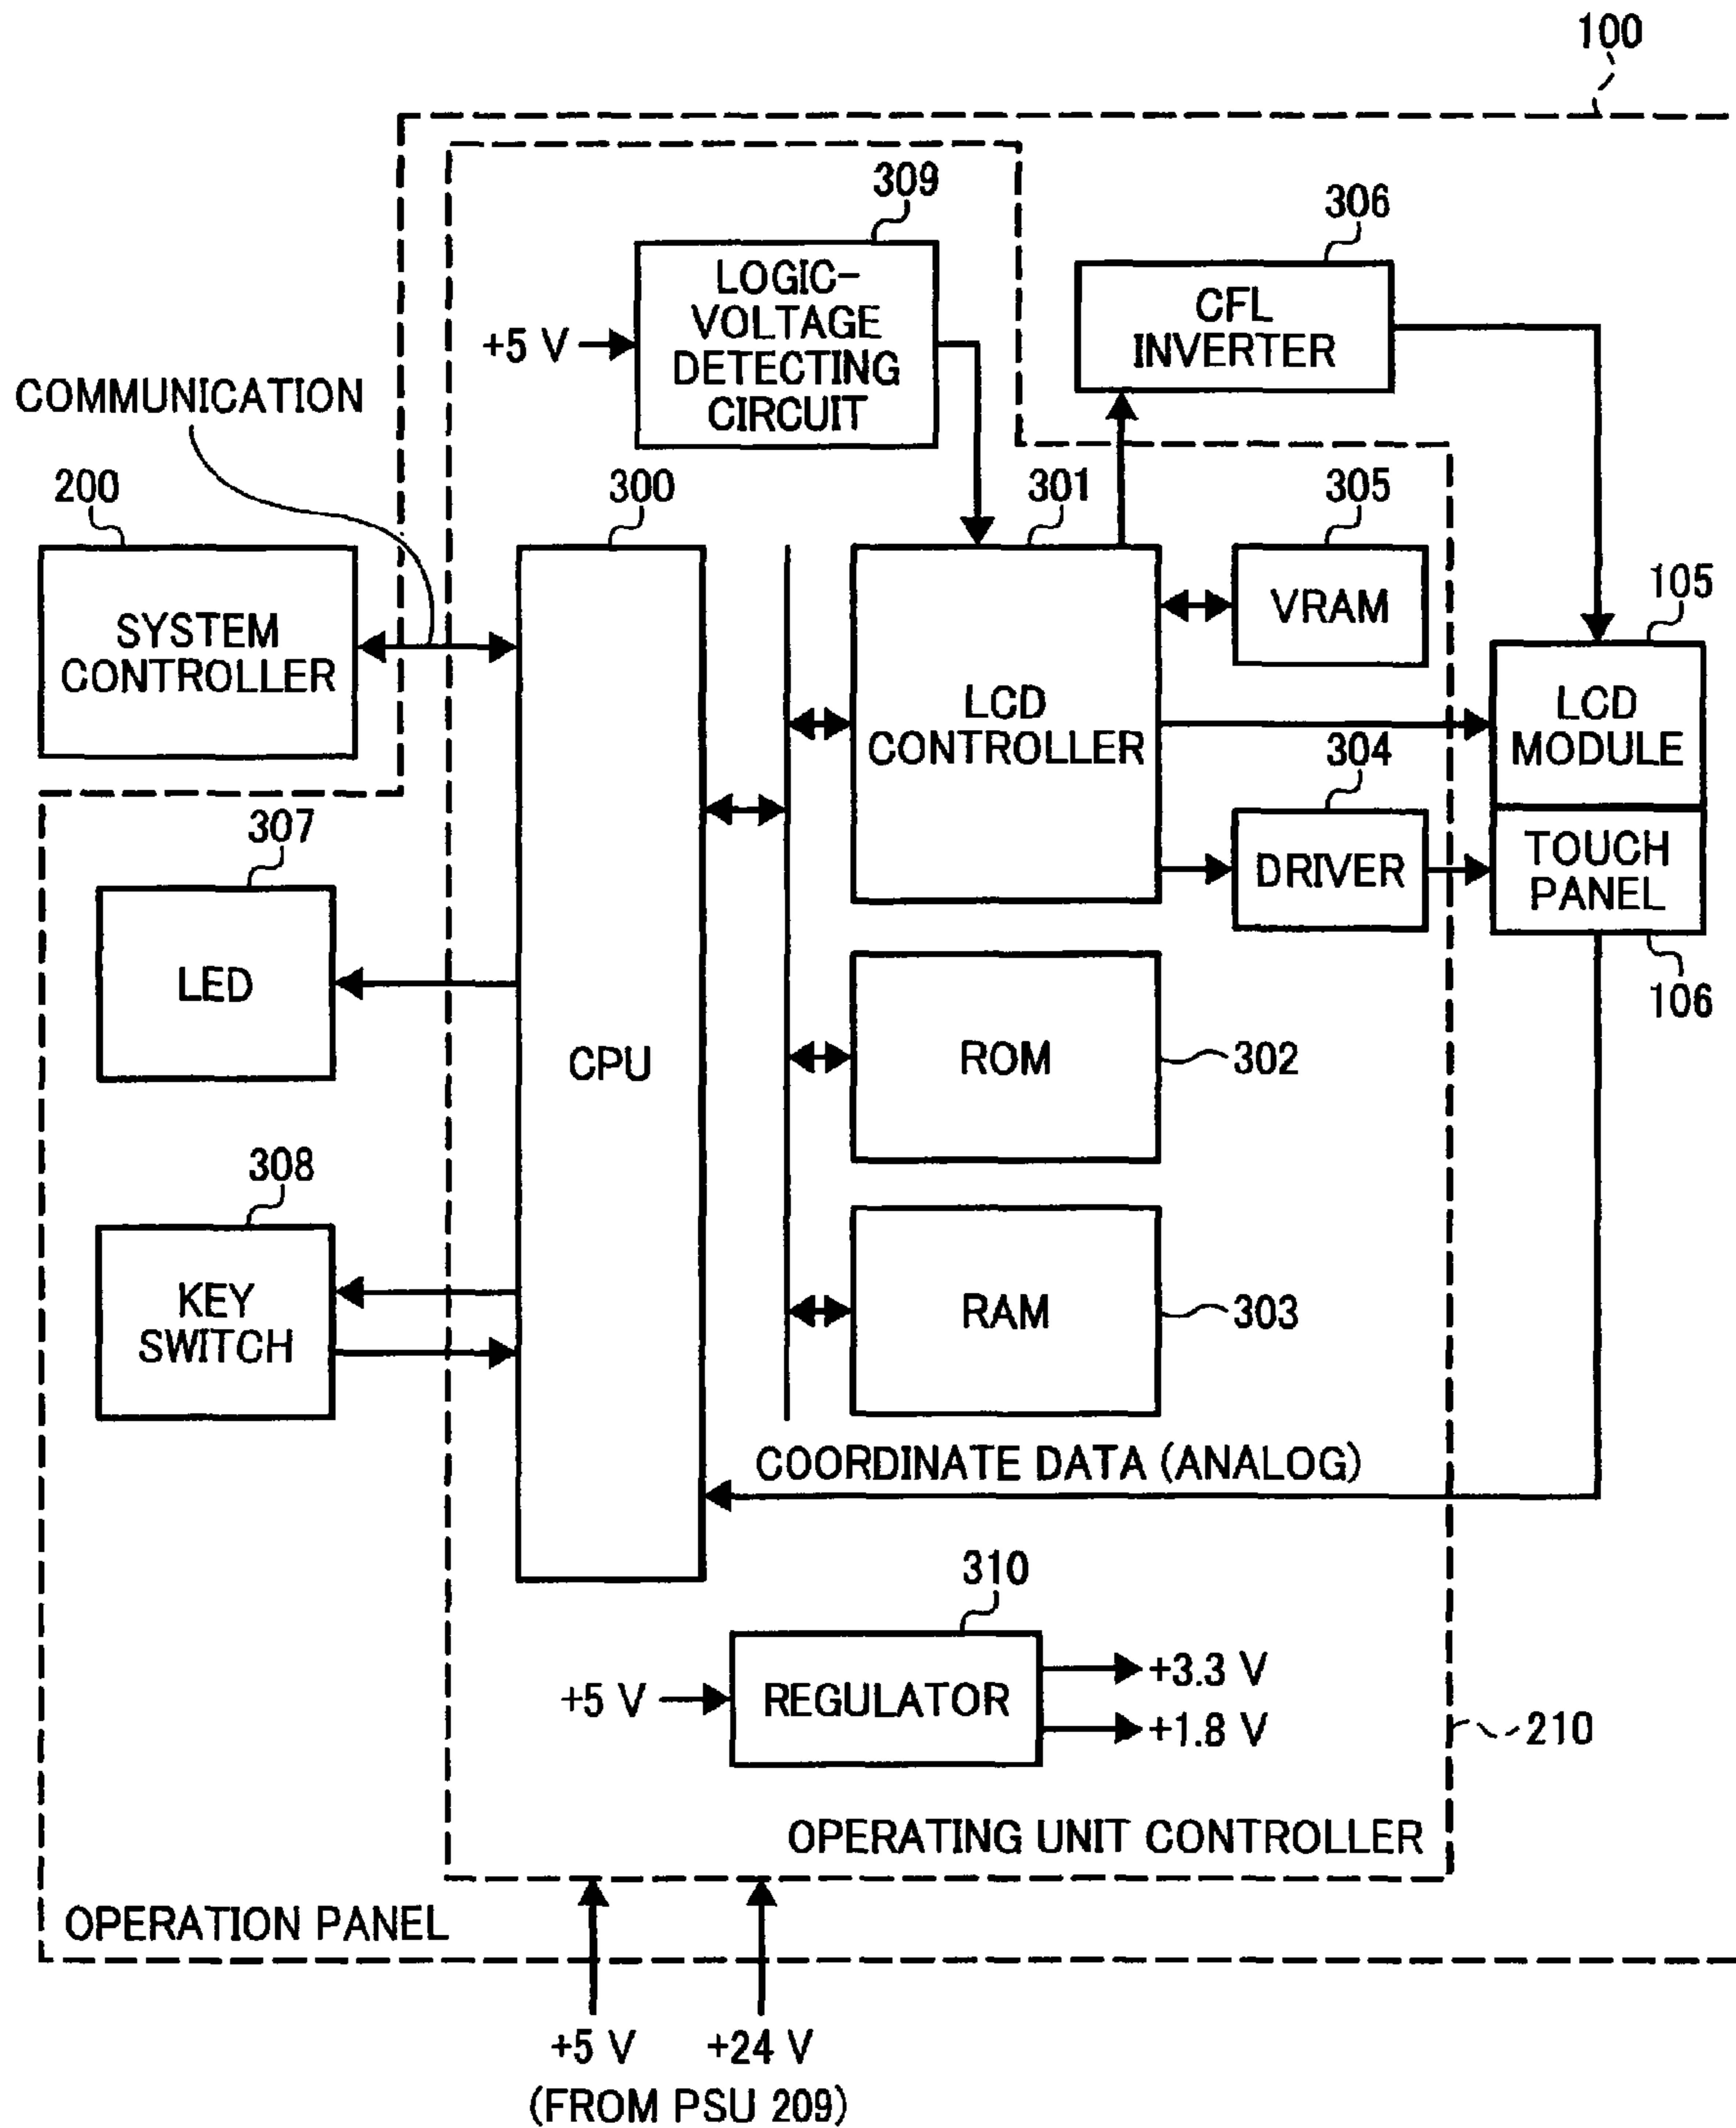 100
309
306
LOGIC-
VOLTAGE
DETECTING
CIRCUIT
+5 V
CFL
INVERTER
COMMUNICATION
200
300
301
305
SYSTEM
CONTROLLER
VRAM
105
LCD
CONTROLLER
LCD
MODULE
304
307
DRIVER
TOUCH
PANEL
106
LED
CPU
ROM
302
308
KEY
SWITCH
RAM
303
COORDINATE DATA (ANALOG)
310
+5 V
REGULATOR
+3.3 V
+1.8 V
210
OPERATING UNIT CONTROLLER
OPERATION PANEL
+5 V
+24 V
(FROM PSU 209)